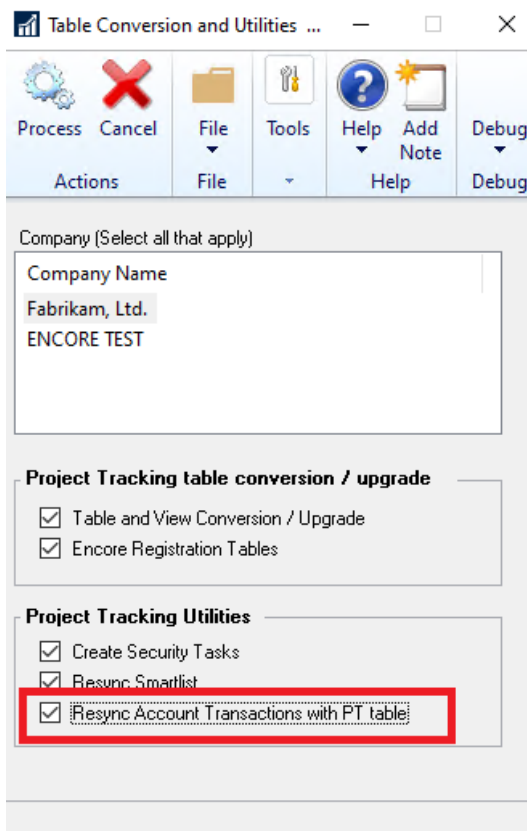 Table Conversion and Utilities ...
Process Cancel File Tools Help Add Note Debug
Actions File Help Debug
Company (Select all that apply)
Company Name
Fabrikam, Ltd.
ENCORE TEST
Project Tracking table conversion / upgrade
Table and View Conversion / Upgrade
Encore Registration Tables
Project Tracking Utilities
Create Security Tasks
Resync Smartlist
Resync Account Transactions with PT table